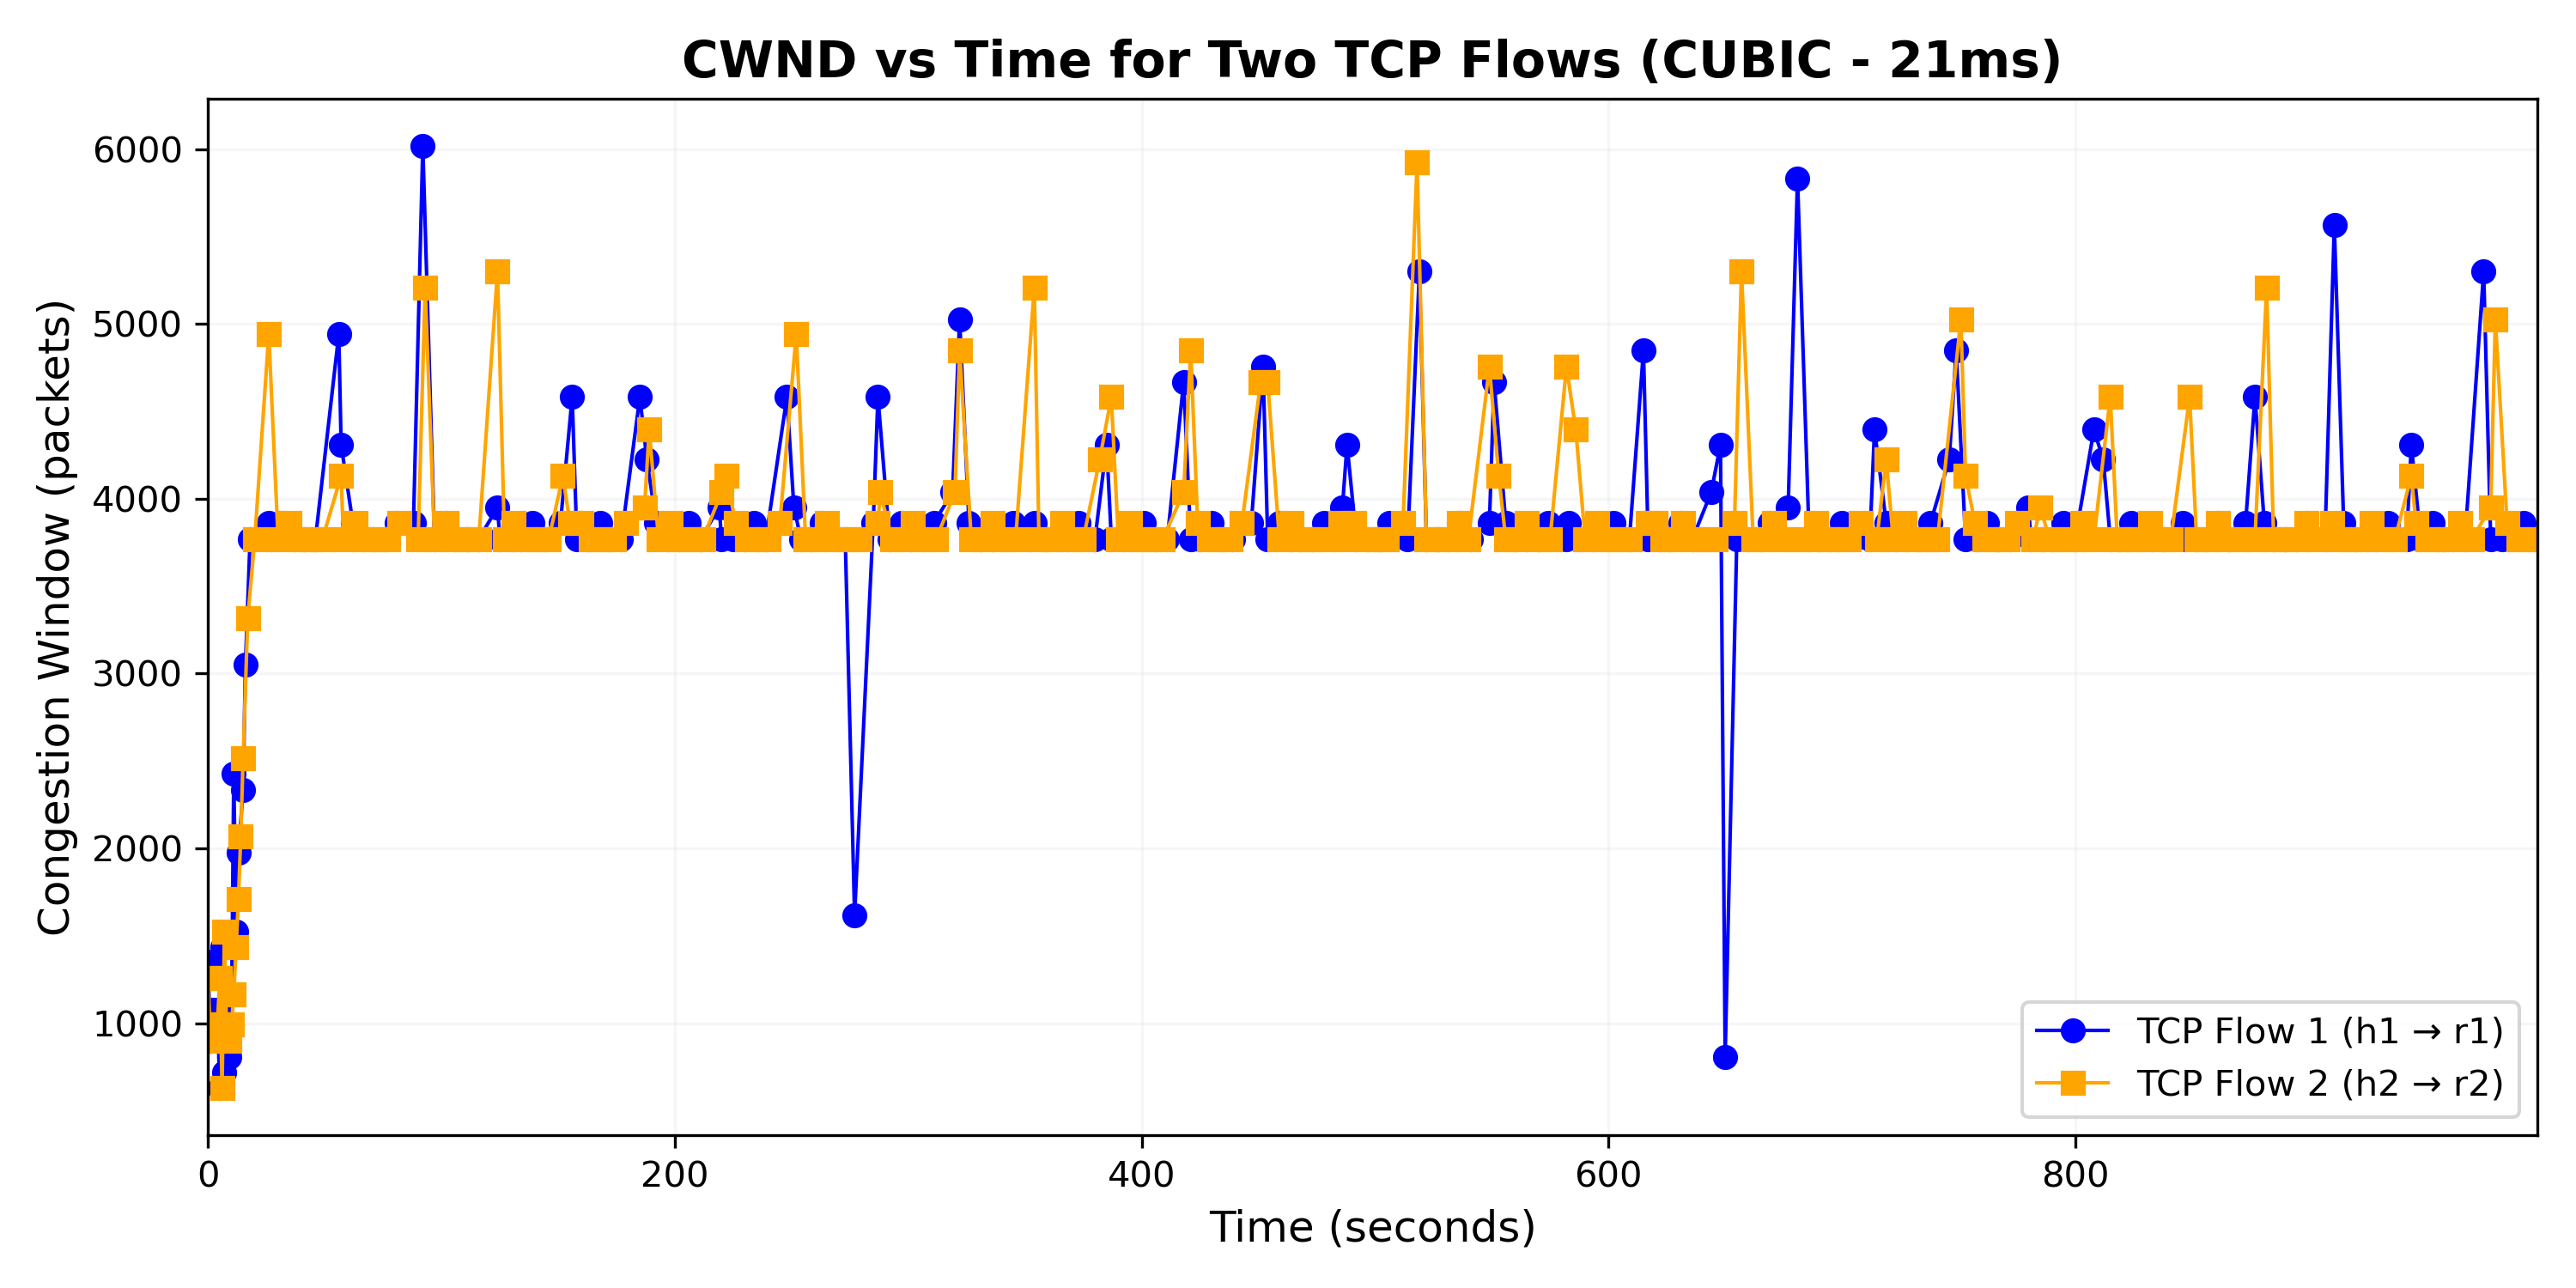 CWND vs Time for Two TCP Flows (CUBIC - 21ms)
Congestion Window (packets)
6000
5000
4000
3000
2000
1000
0
200
400
600
800
Time (seconds)
TCP Flow 1 (h1 → r1)
TCP Flow 2 (h2 → r2)